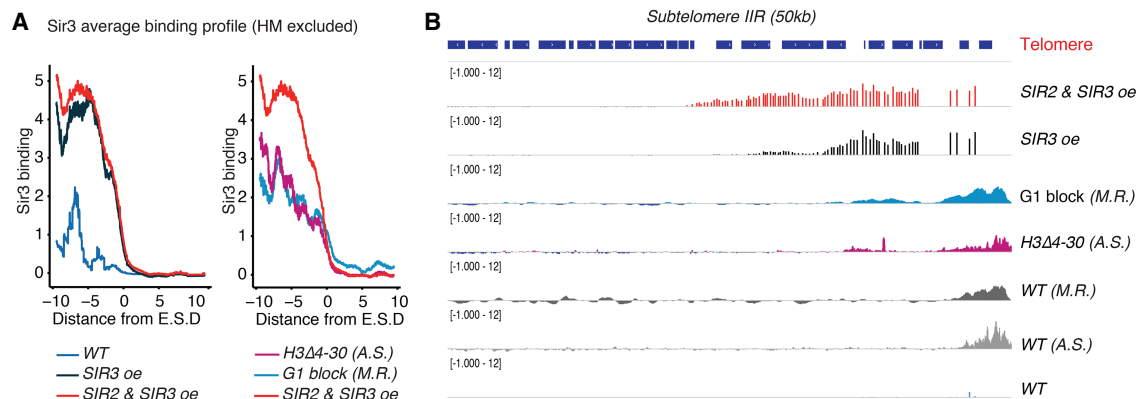 A Sir3 average binding profile (HM excluded)
Sir3 binding
5
4
3
2
1
0
−10 −5 0 5 10
Distance from E.S.D
WT
SIR3 oe
SIR2 & SIR3 oe
Sir3 binding
5
4
3
2
1
0
−10 −5 0 5 10
Distance from E.S.D
H3Δ4-30 (A.S.)
G1 block (M.R.)
SIR2 & SIR3 oe
B Subtelomere IIR (50kb)
Telomere
[-1.000 - 12]
SIR2 & SIR3 oe
[-1.000 - 12]
SIR3 oe
[-1.000 - 12]
G1 block (M.R.)
[-1.000 - 12]
H3Δ4-30 (A.S.)
[-1.000 - 12]
WT (M.R.)
[-1.000 - 12]
WT (A.S.)
[-1.000 - 12]
WT